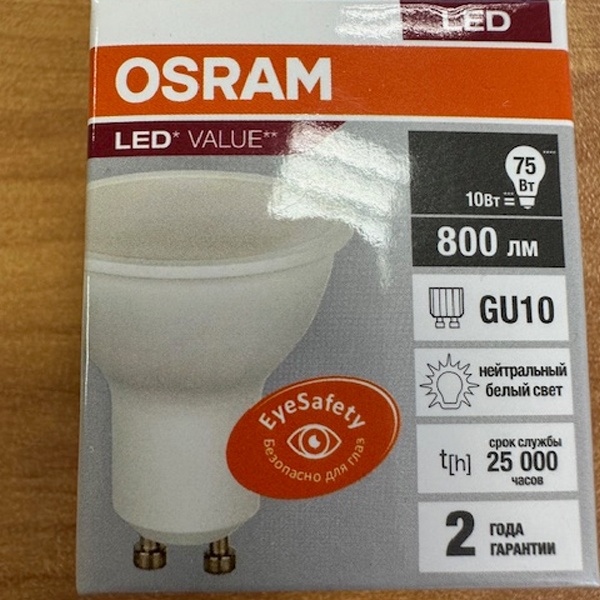 LED
OSRAM
LED* VALUE**
75
Вт
****
10Вт***=
800 лм
GU10
нейтральный
белый свет
EyeSafety
Безопасно для глаз
t[h]
срок службы
25 000
часов
2 ГОДА
ГАРАНТИИ